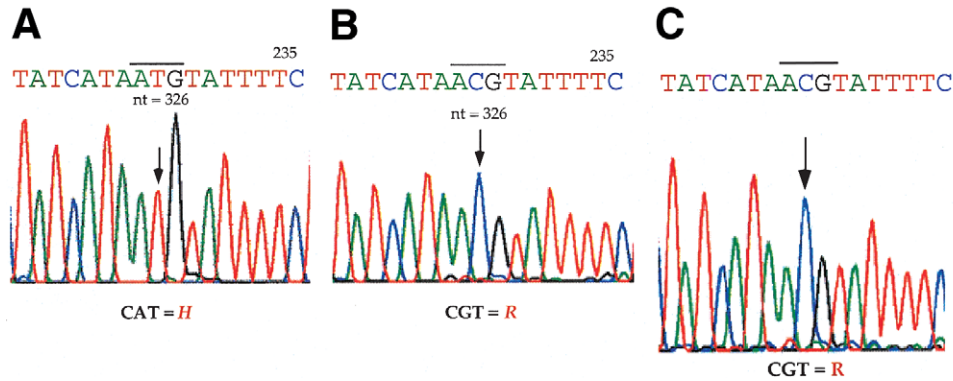 A
235
TATCATAATGTATTTTC
nt = 326
CAT = H
B
235
TATCATAACGTATTTTC
nt = 326
CGT = R
C
TATCATAACGTATTTTC
CGT = R